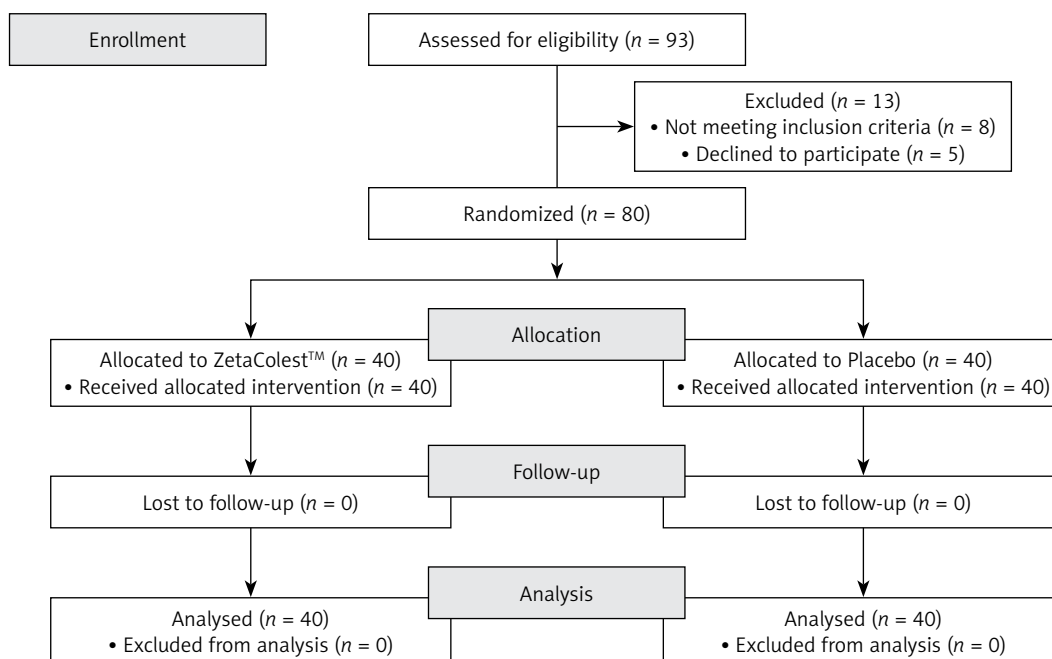 Enrollment
Assessed for eligibility (n = 93)
Excluded (n = 13)
• Not meeting inclusion criteria (n = 8)
• Declined to participate (n = 5)
Randomized (n = 80)
Allocation
Allocated to ZetaColest™ (n = 40)
• Received allocated intervention (n = 40)
Allocated to Placebo (n = 40)
• Received allocated intervention (n = 40)
Follow-up
Lost to follow-up (n = 0)
Lost to follow-up (n = 0)
Analysis
Analysed (n = 40)
• Excluded from analysis (n = 0)
Analysed (n = 40)
• Excluded from analysis (n = 0)